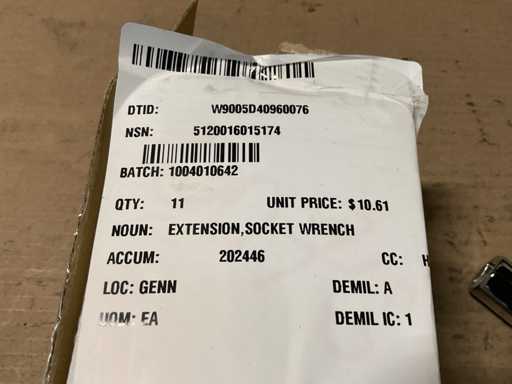 DTID: W9005D40960076
NSN: 5120016015174
BATCH: 1004010642
QTY: 11 UNIT PRICE: $10.61
NOUN: EXTENSION,SOCKET WRENCH
ACCUM: 202446 CC: H
LOC: GENN DEMIL: A
UOM: EA DEMIL IC: 1